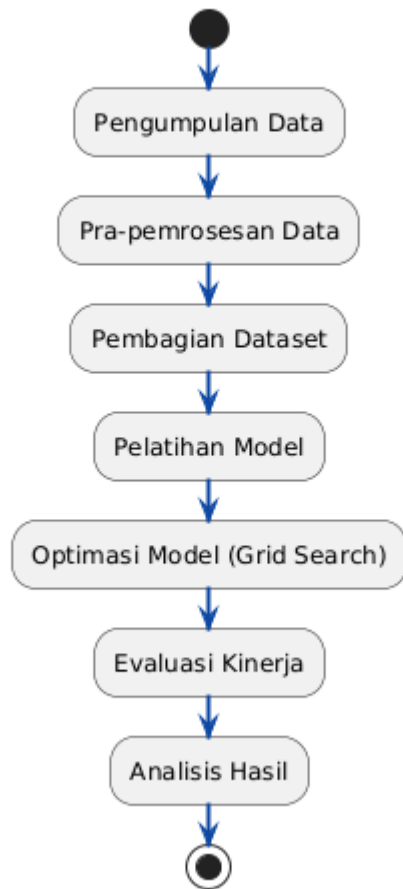 Pengumpulan Data
Pra-pemrosesan Data
Pembagian Dataset
Pelatihan Model
Optimasi Model (Grid Search)
Evaluasi Kinerja
Analisis Hasil